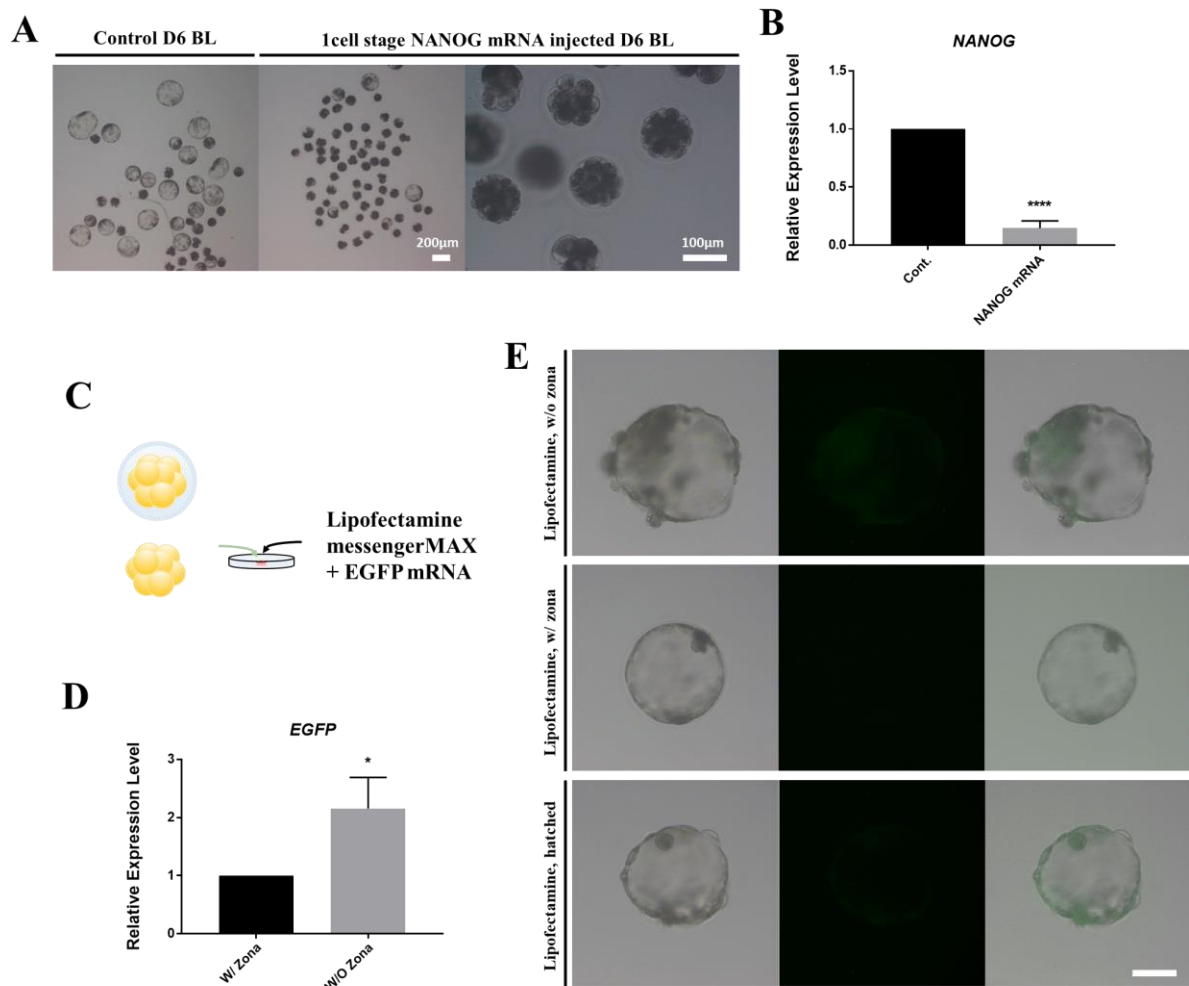 A
Control D6 BL
1cell stage NANOG mRNA injected D6 BL
200μm
100μm
B
NANOG
Relative Expression Level
1.5
1.0
0.5
0.0
****
Cont.
NANOG mRNA
C
Lipofectamine
messengerMAX
+ EGFP mRNA
D
EGFP
Relative Expression Level
3
2
1
0
*
W/ Zona
W/O Zona
E
Lipofectamine, w/o zona
Lipofectamine, w/ zona
Lipofectamine, hatched